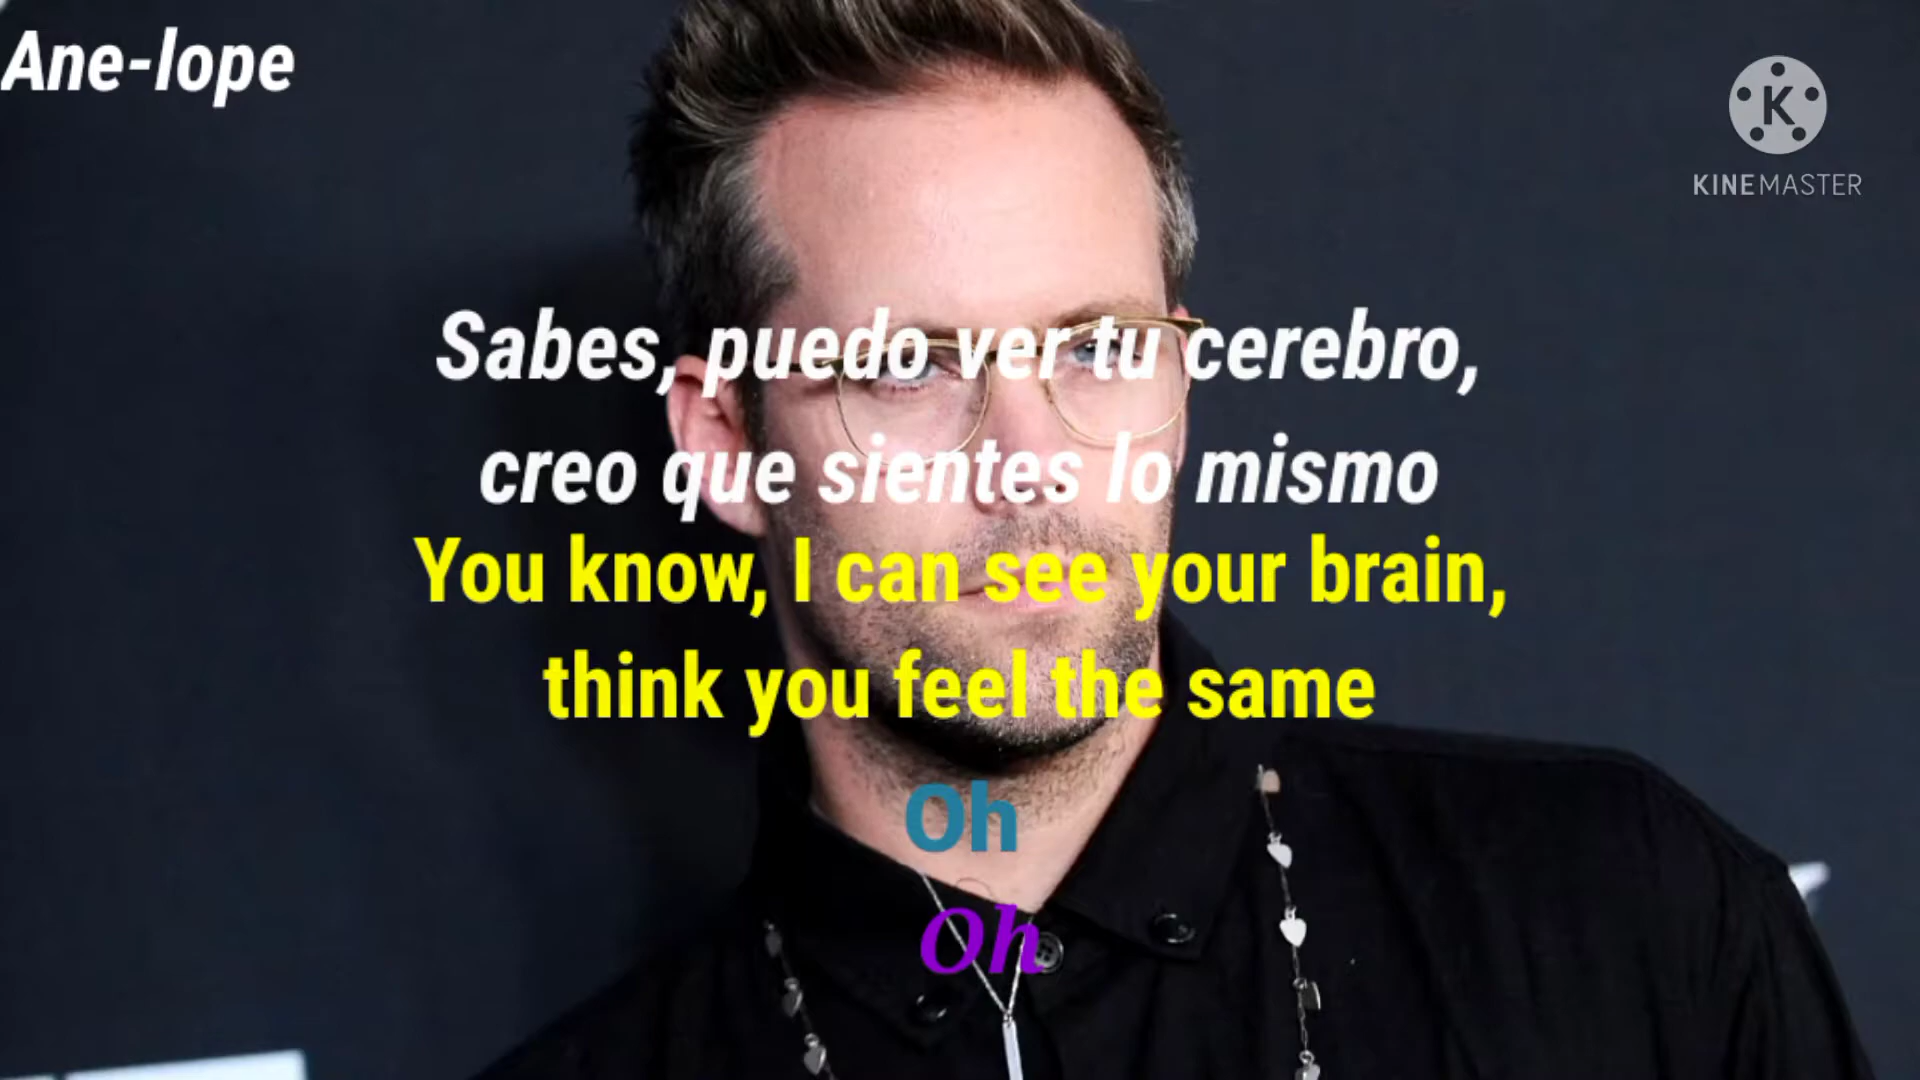 Ane-lope
KINEMASTER
Sabes, puedo ver tu cerebro,
creo que sientes lo mismo
You know, I can see your brain,
think you feel the same
Oh
Oh